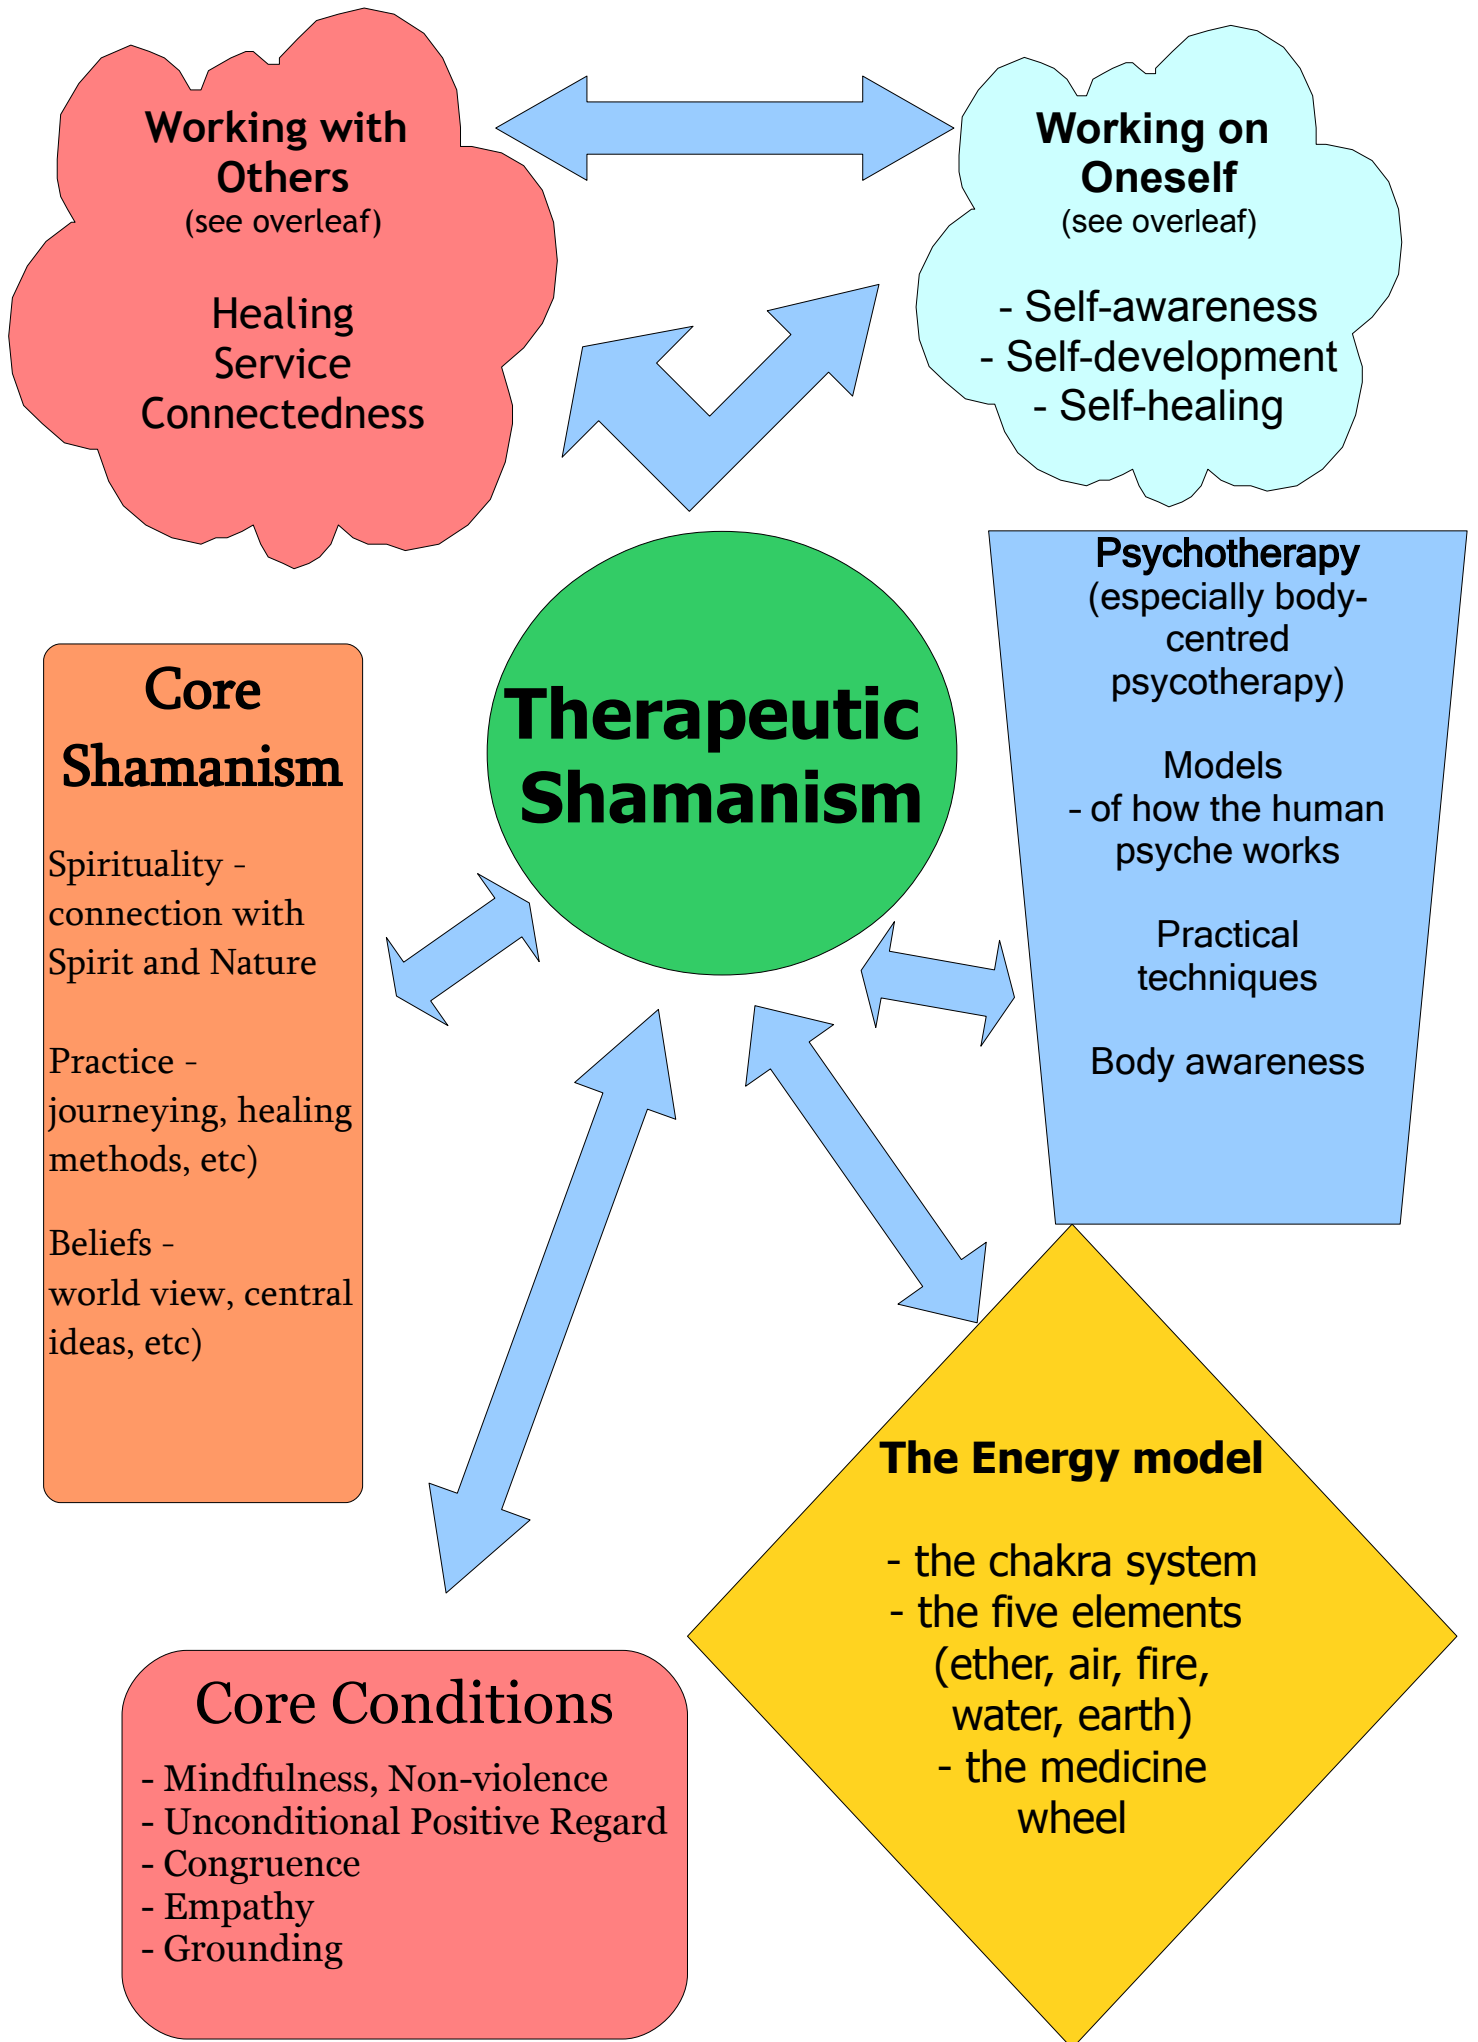 Working with
Others
(see overleaf)
Healing
Service
Connectedness
Working on
Oneself
(see overleaf)
- Self-awareness
- Self-development
- Self-healing
Therapeutic
Shamanism
Core
Shamanism
Spirituality -
connection with
Spirit and Nature
Practice -
journeying, healing
methods, etc)
Beliefs -
world view, central
ideas, etc)
Psychotherapy
(especially body-
centred
psycotherapy)
Models
- of how the human
psyche works
Practical
techniques
Body awareness
The Energy model
- the chakra system
- the five elements
(ether, air, fire,
water, earth)
- the medicine
wheel
Core Conditions
- Mindfulness, Non-violence
- Unconditional Positive Regard
- Congruence
- Empathy
- Grounding